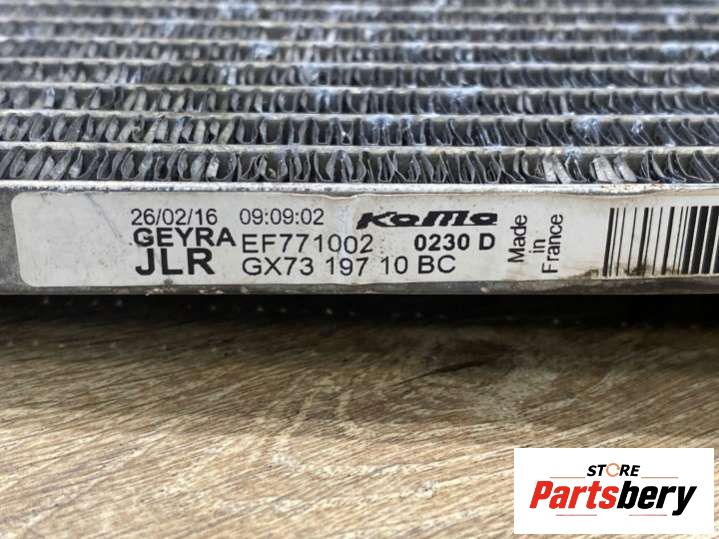 26/02/16 09:09:02 KoMo
GEYRA EF771002 0230 D
JLR GX73 197 10 BC
Made in France
STORE
Partsbery